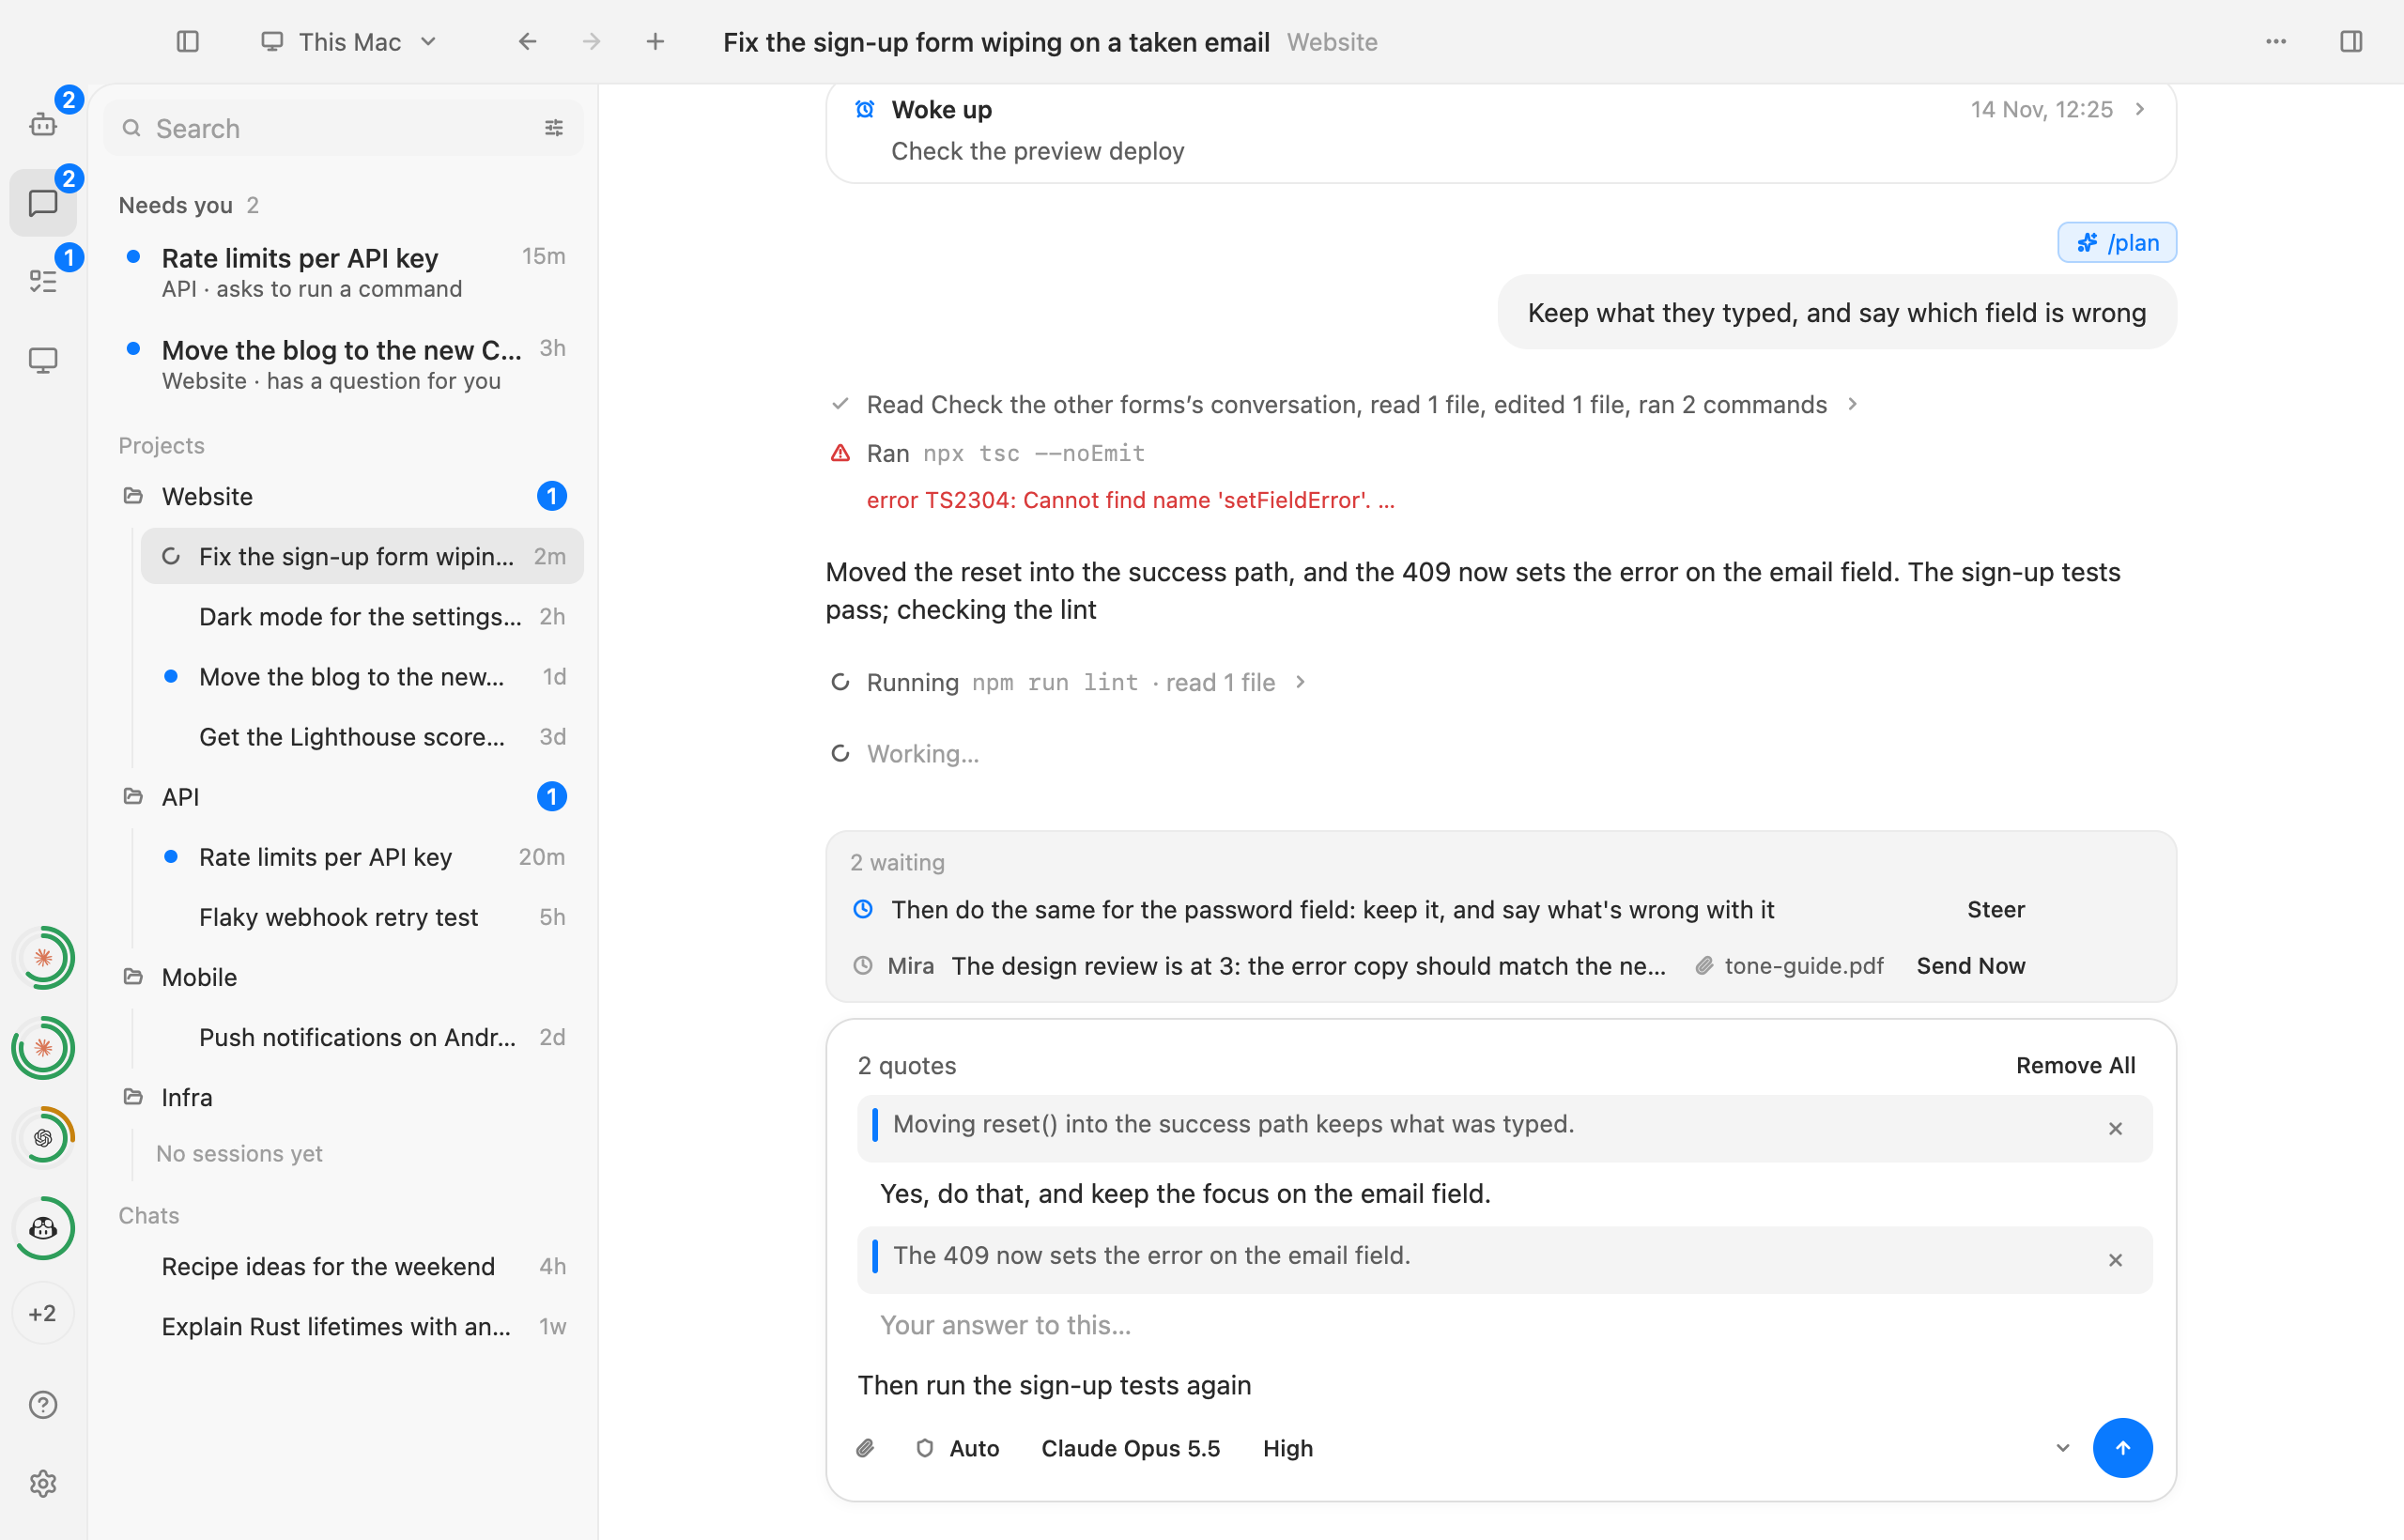 This Mac
Fix the sign-up form wiping on a taken email Website
2
2
1
Search
Needs you 2
Rate limits per API key 15m
API · asks to run a command
Move the blog to the new C... 3h
Website · has a question for you
Projects
Website 1
Fix the sign-up form wipin... 2m
Dark mode for the settings... 2h
Move the blog to the new... 1d
Get the Lighthouse score... 3d
API 1
Rate limits per API key 20m
Flaky webhook retry test 5h
Mobile
Push notifications on Andr... 2d
Infra
No sessions yet
Chats
Recipe ideas for the weekend 4h
Explain Rust lifetimes with an... 1w
+2
Woke up 14 Nov, 12:25
Check the preview deploy
/plan
Keep what they typed, and say which field is wrong
Read Check the other forms’s conversation, read 1 file, edited 1 file, ran 2 commands
Ran npx tsc --noEmit
error TS2304: Cannot find name 'setFieldError'. ...
Moved the reset into the success path, and the 409 now sets the error on the email field. The sign-up tests
pass; checking the lint
Running npm run lint · read 1 file
Working...
2 waiting
Then do the same for the password field: keep it, and say what's wrong with it Steer
Mira The design review is at 3: the error copy should match the ne... tone-guide.pdf Send Now
2 quotes Remove All
Moving reset() into the success path keeps what was typed.
Yes, do that, and keep the focus on the email field.
The 409 now sets the error on the email field.
Your answer to this...
Then run the sign-up tests again
Auto Claude Opus 5.5 High